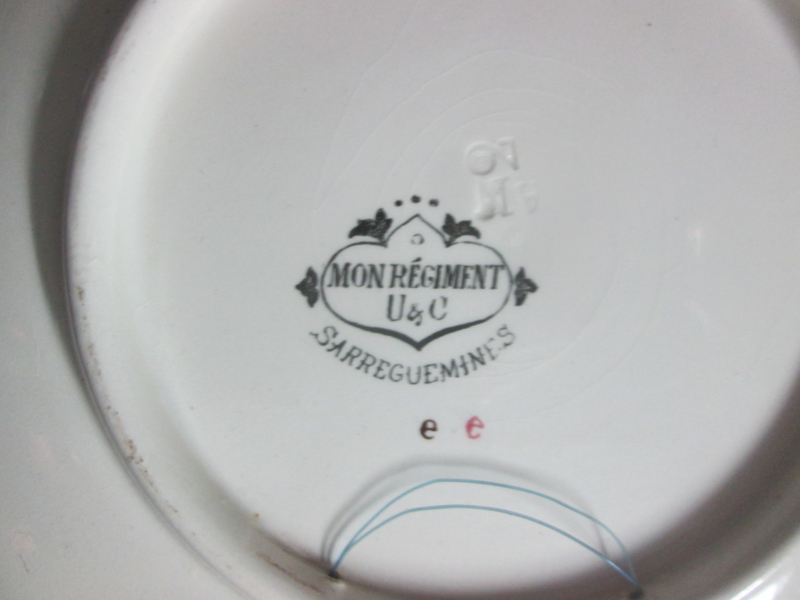 MON RÉGIMENT
U & C
SARREGUEMINES
e e